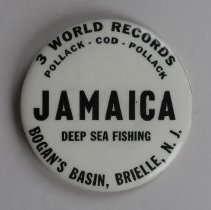 3 WORLD RECORDS
POLLACK - COD - POLLACK
JAMAICA
DEEP SEA FISHING
BOGAN'S BASIN, BRIELLE, N. J.